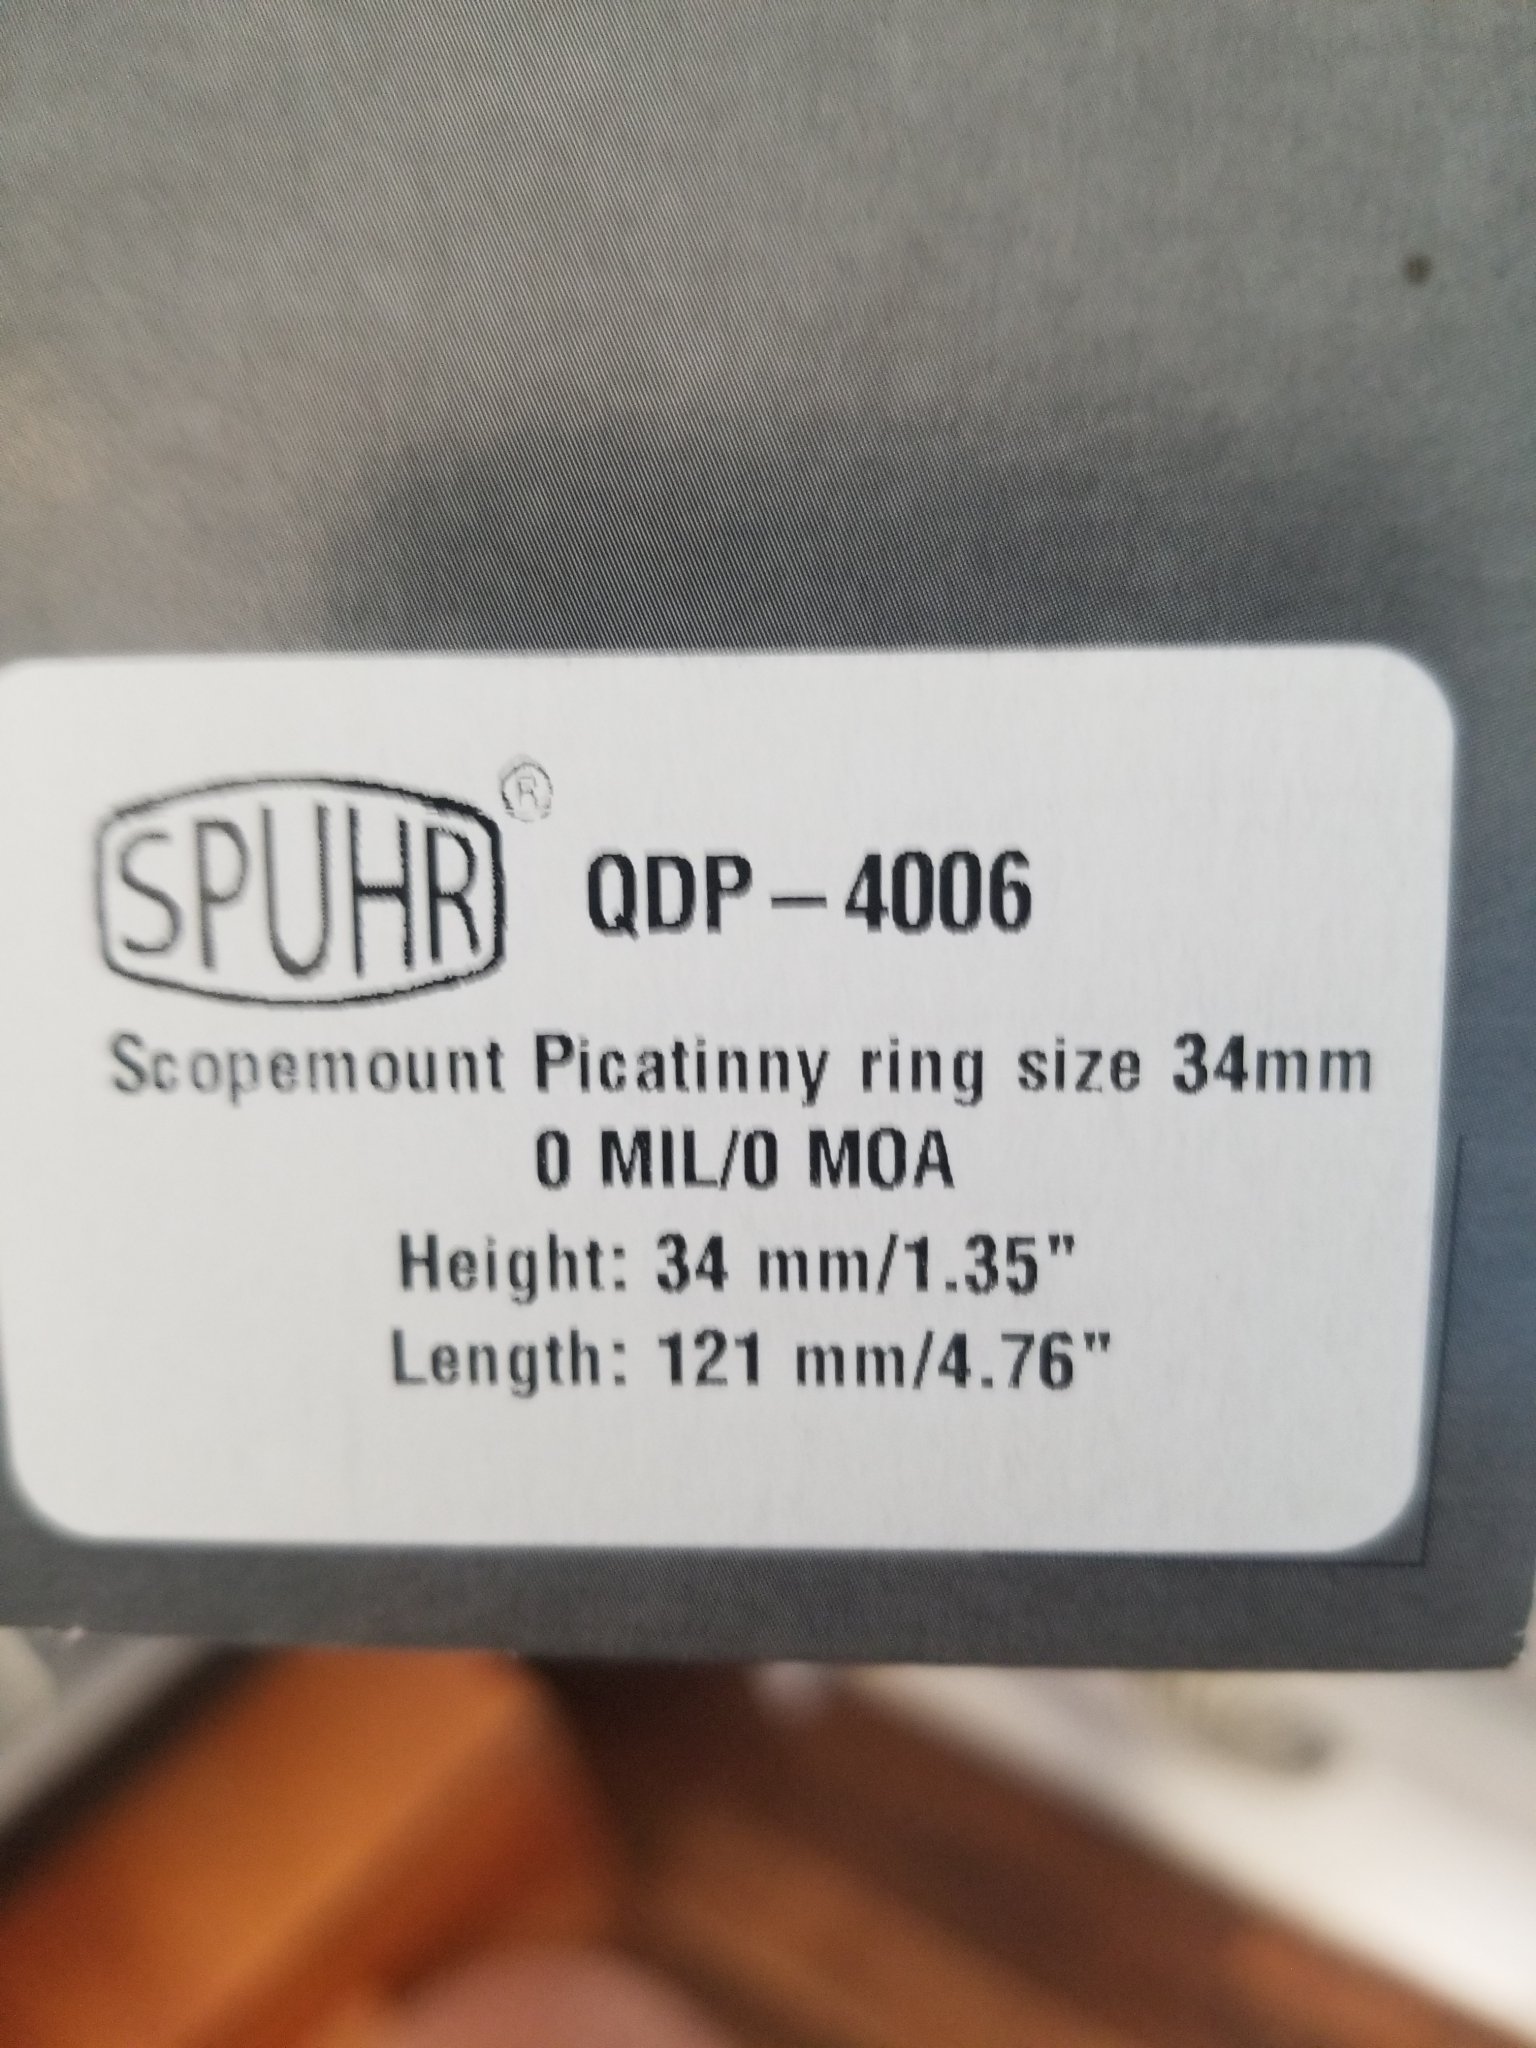 SPUHR ® QDP-4006
Scopemount Picatinny ring size 34mm
0 MIL/0 MOA
Height: 34 mm/1.35"
Length: 121 mm/4.76"